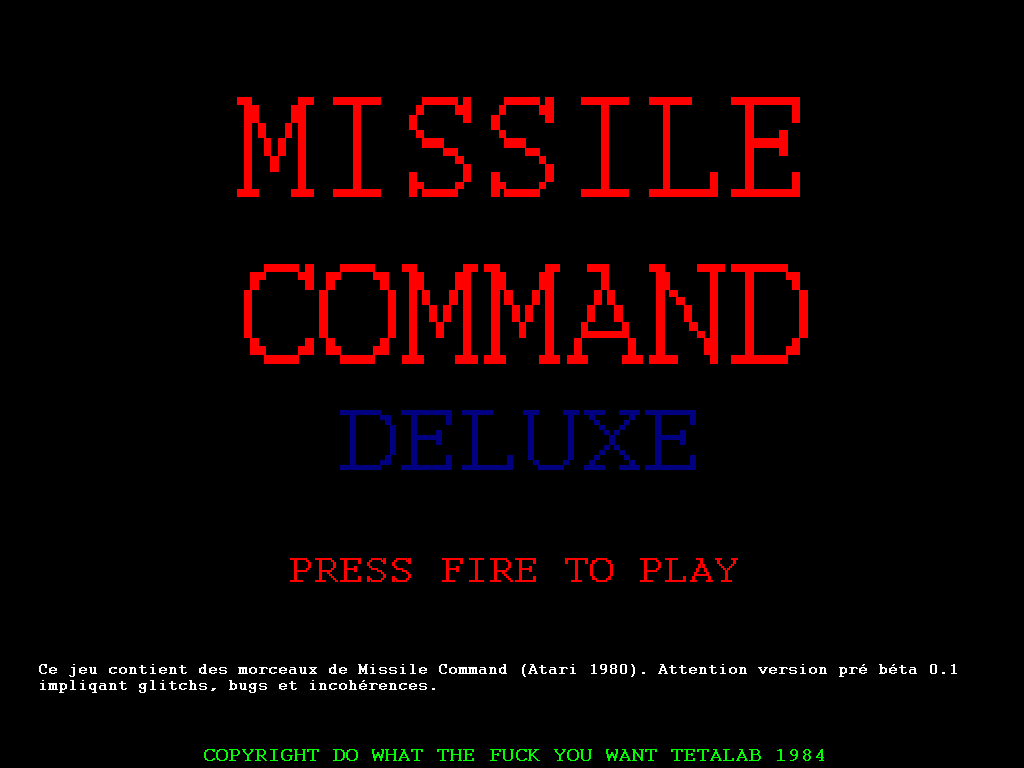 MISSILE
COMMAND
DELUXE
PRESS FIRE TO PLAY
Ce jeu contient des morceaux de Missile Command (Atari 1980). Attention version pré béta 0.1
impliqant glitchs, bugs et incohérences.
COPYRIGHT DO WHAT THE FUCK YOU WANT TETALAB 1984